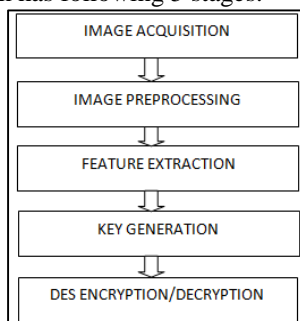 has following 5 stages.
IMAGE ACQUISITION
IMAGE PREPROCESSING
FEATURE EXTRACTION
KEY GENERATION
DES ENCRYPTION/DECRYPTION